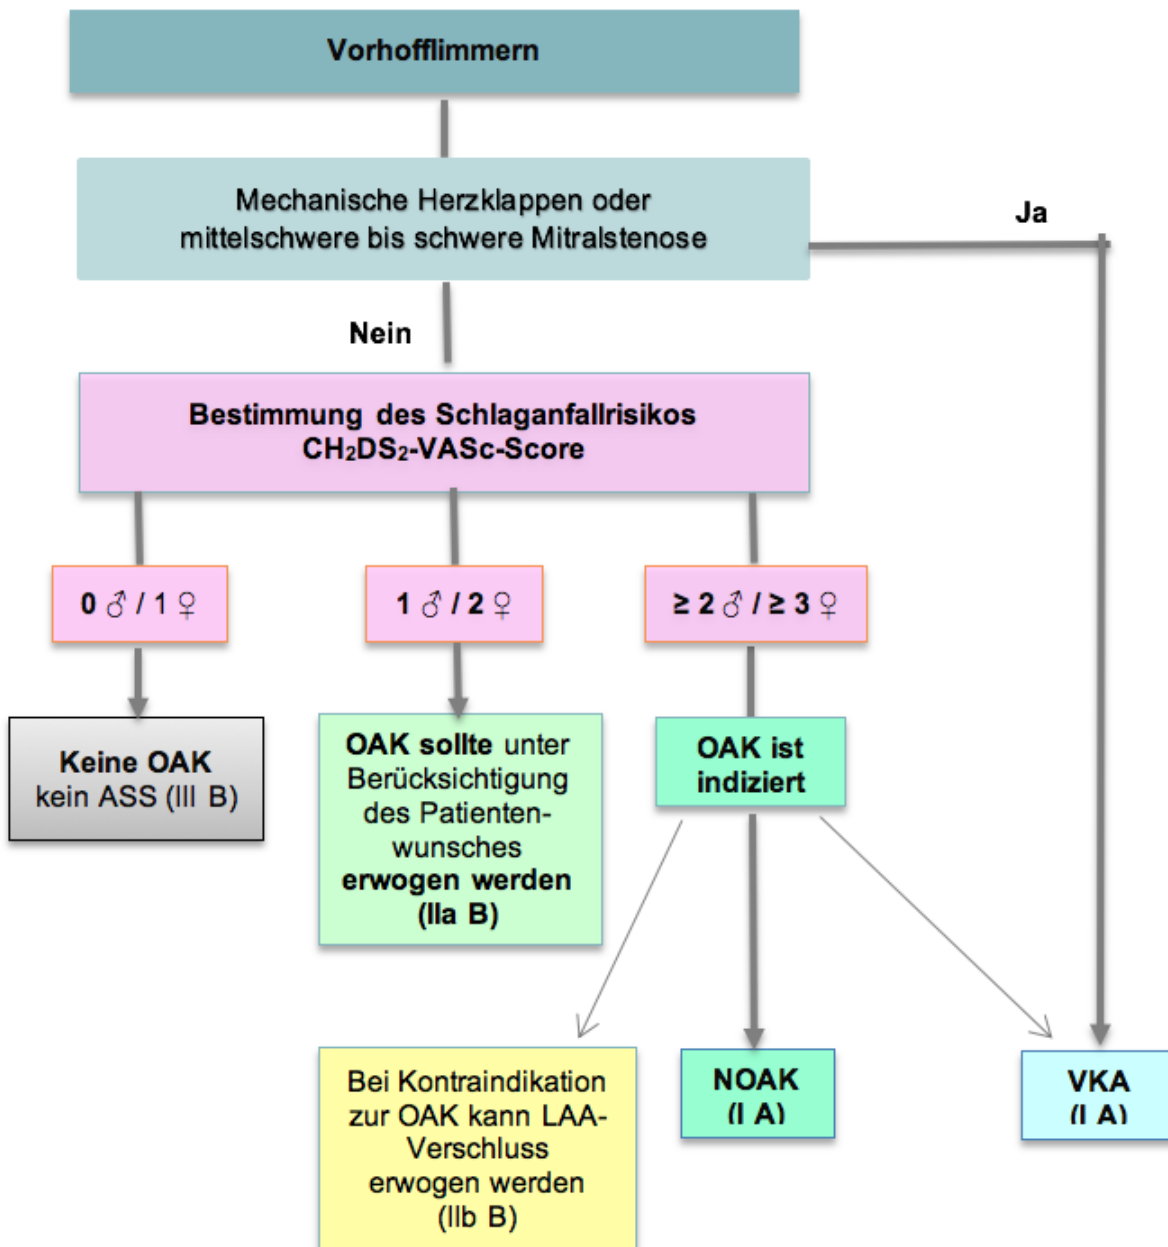 Vorhofflimmern
Mechanische Herzklappen oder
mittelschwere bis schwere Mitralstenose
Ja
Nein
Bestimmung des Schlaganfallrisikos
CH₂DS₂-VASc-Score
0 ♂ / 1 ♀
1 ♂ / 2 ♀
≥ 2 ♂ / ≥ 3 ♀
Keine OAK
kein ASS (III B)
OAK sollte unter
Berücksichtigung
des Patienten-
wunsches
erwogen werden
(IIa B)
OAK ist
indiziert
Bei Kontraindikation
zur OAK kann LAA-
Verschluss
erwogen werden
(IIb B)
NOAK
(I A)
VKA
(I A)